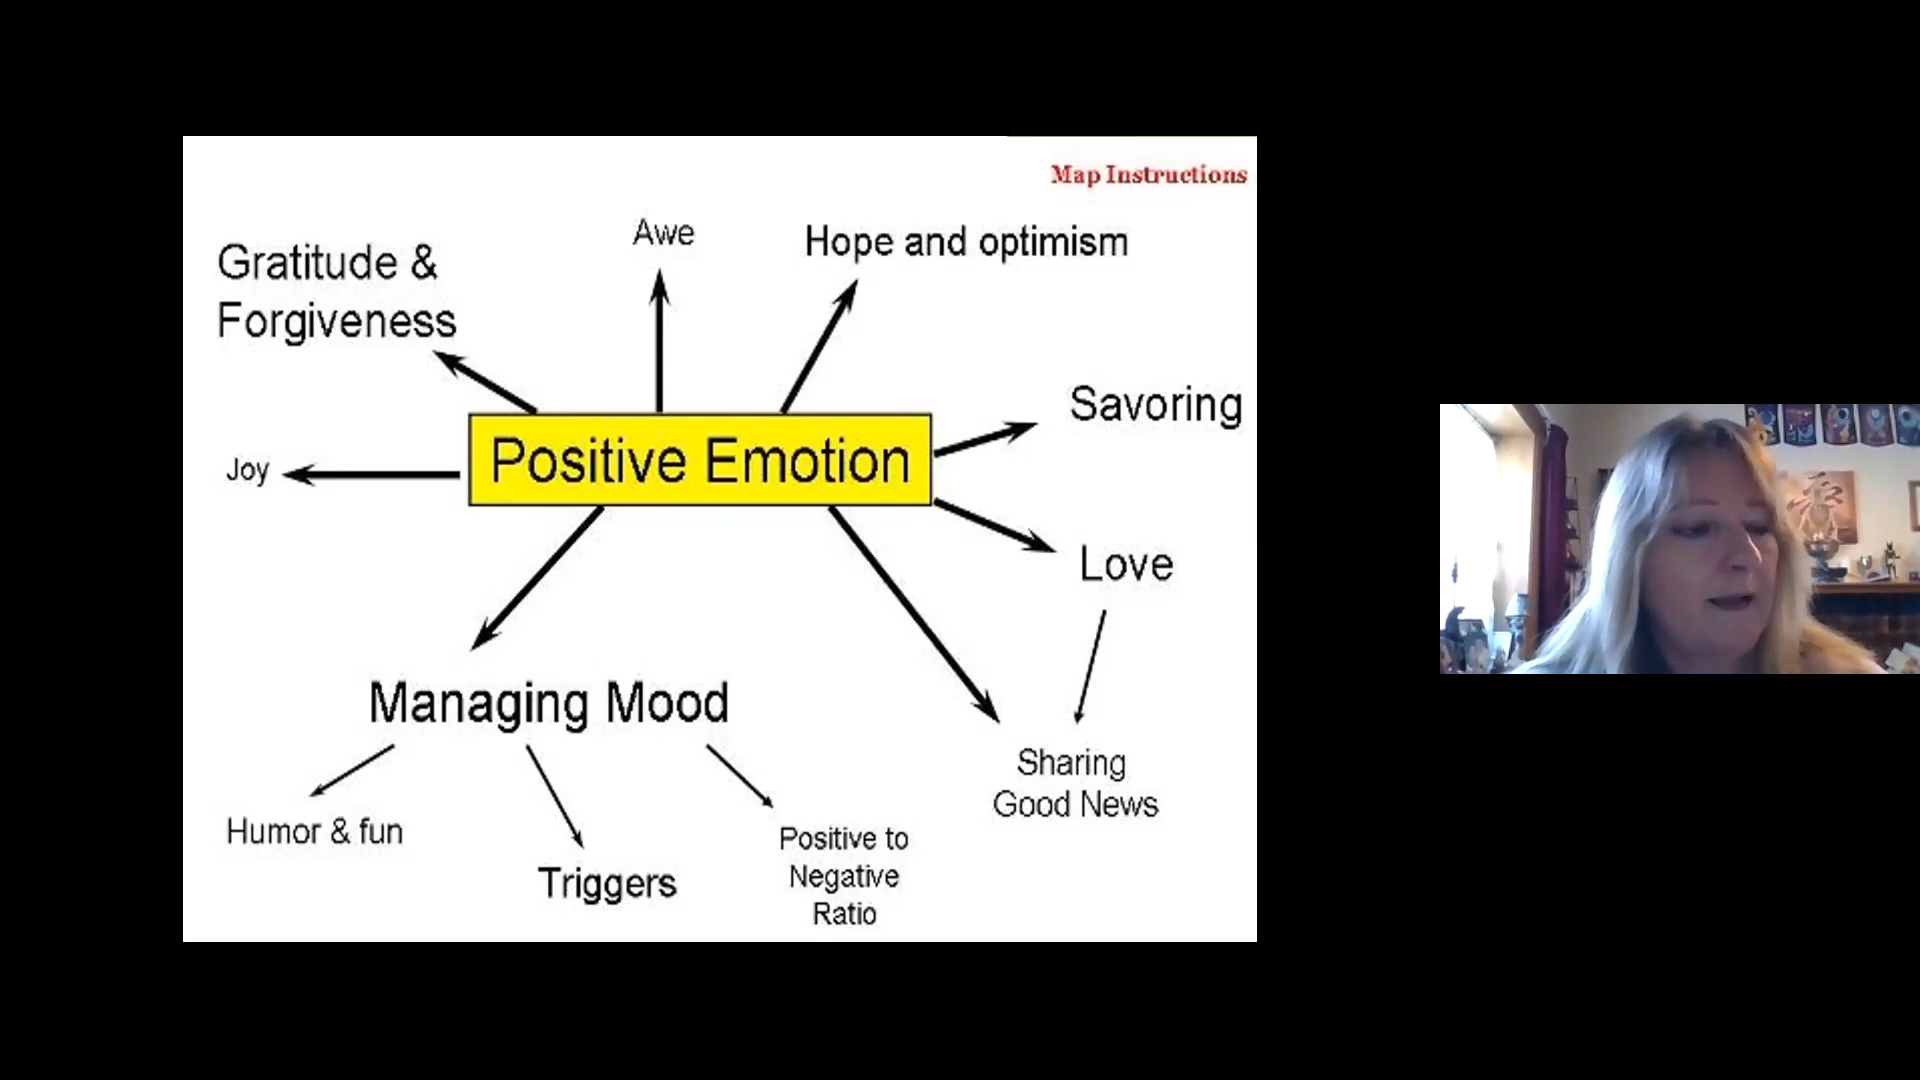 Map Instructions
Awe
Hope and optimism
Gratitude &
Forgiveness
Savoring
Positive Emotion
Joy
Love
Managing Mood
Sharing
Good News
Humor & fun
Triggers
Positive to
Negative
Ratio